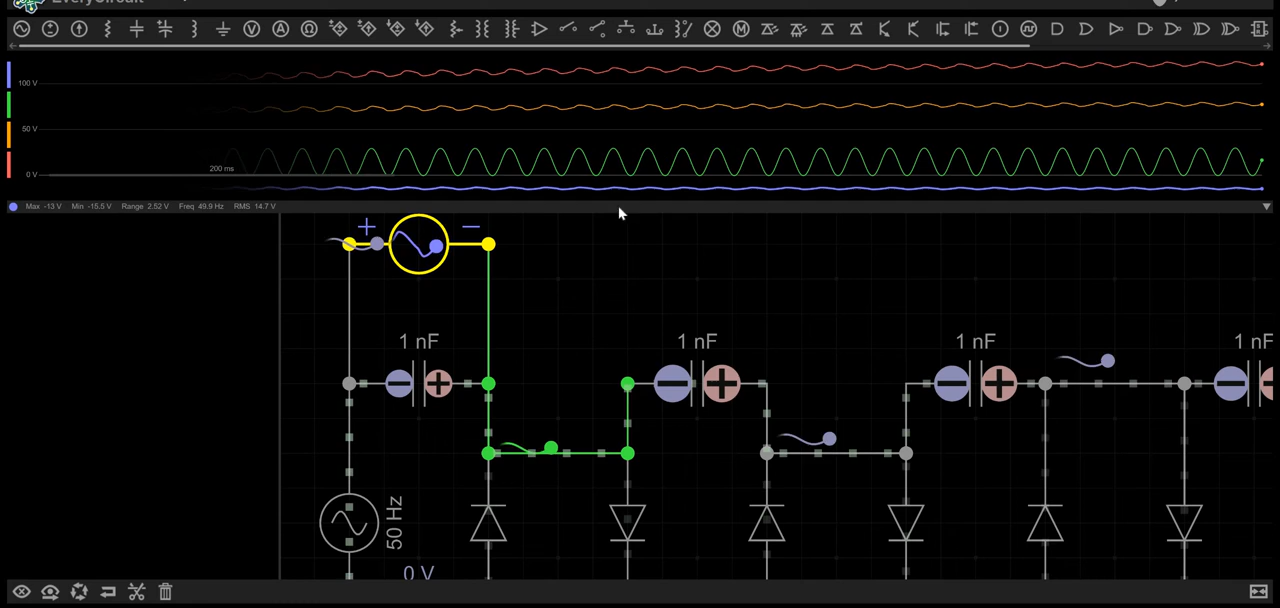 EveryCircuit
100 V
50 V
200 ms
0 V
Max -13 V Min -15.5 V Range 2.52 V Freq 49.9 Hz RMS 14.7 V
+ −
1 nF 1 nF 1 nF 1 nF
50 Hz
0 V